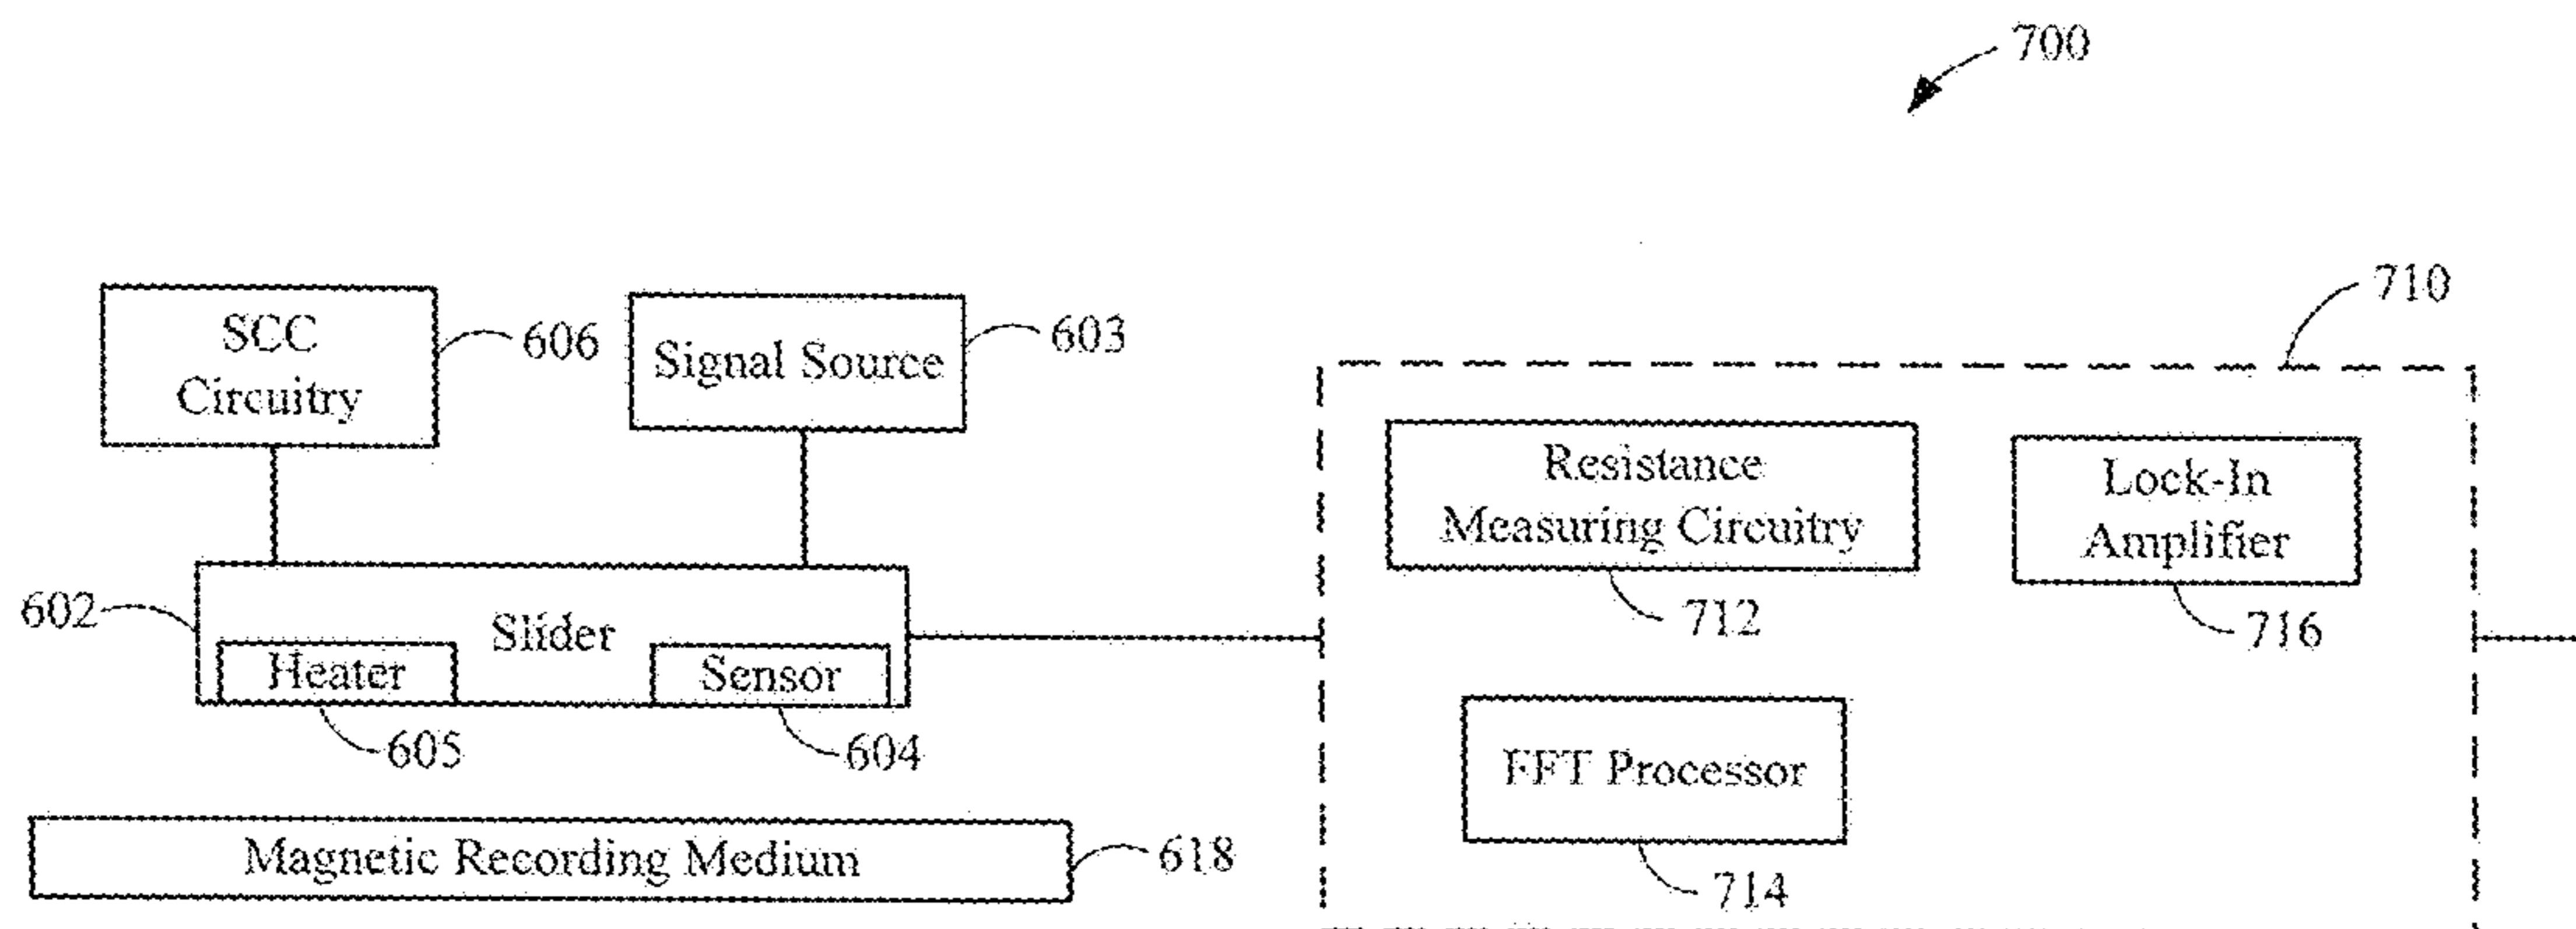 700
710
SCC
Circuitry
606
Signal Source
603
Resistance
Measuring Circuitry
712
Lock-In
Amplifier
716
602
Slider
Heater
605
Sensor
604
FFT Processor
714
Magnetic Recording Medium
618